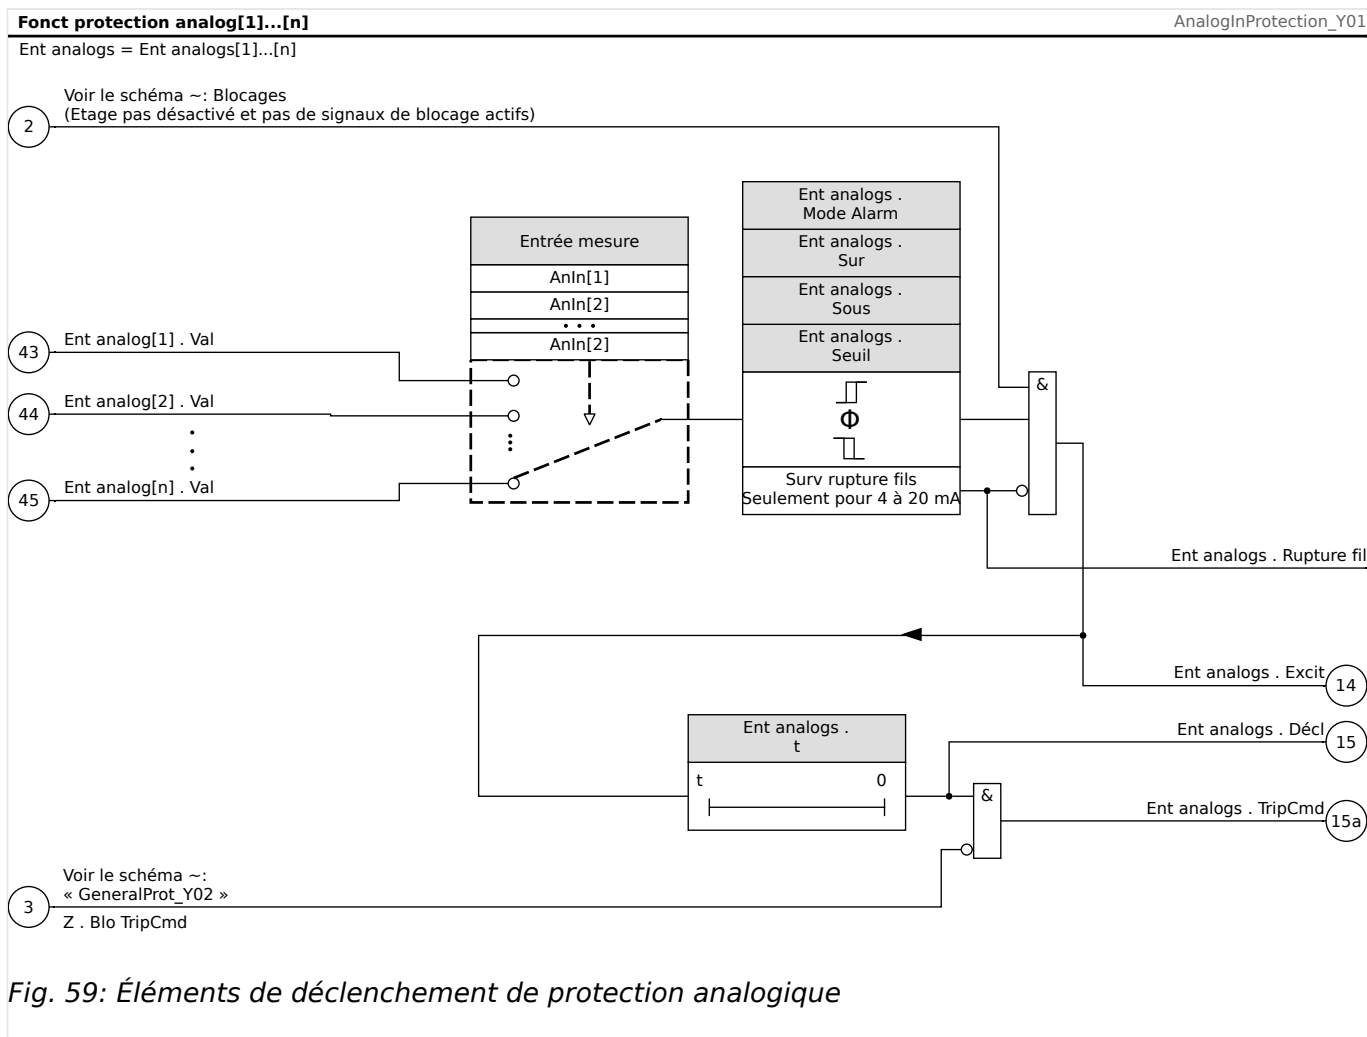 Fonct protection analog[1]...[n]
AnalogInProtection_Y01
Ent analogs = Ent analogs[1]...[n]
Voir le schéma ~: Blocages
(Etage pas désactivé et pas de signaux de blocage actifs)
2
Ent analogs .
Mode Alarm
Ent analogs .
Sur
Ent analogs .
Sous
Ent analogs .
Seuil
Entrée mesure
AnIn[1]
AnIn[2]
• • •
AnIn[2]
43
Ent analog[1] . Val
44
Ent analog[2] . Val
45
Ent analog[n] . Val
Φ
Surv rupture fils
Seulement pour 4 à 20 mA
&
Ent analogs . Rupture fil
Ent analogs . Excit
14
Ent analogs .
t
t
0
Ent analogs . Décl
15
&
Ent analogs . TripCmd
15a
Voir le schéma ~:
« GeneralProt_Y02 »
3
Z . Blo TripCmd
Fig. 59: Éléments de déclenchement de protection analogique